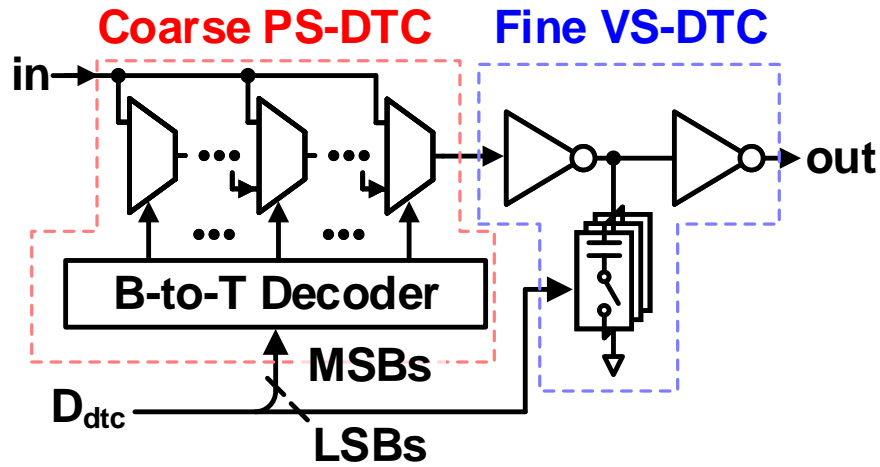 Coarse PS-DTC
Fine VS-DTC
in
out
B-to-T Decoder
MSBs
Ddtc
LSBs